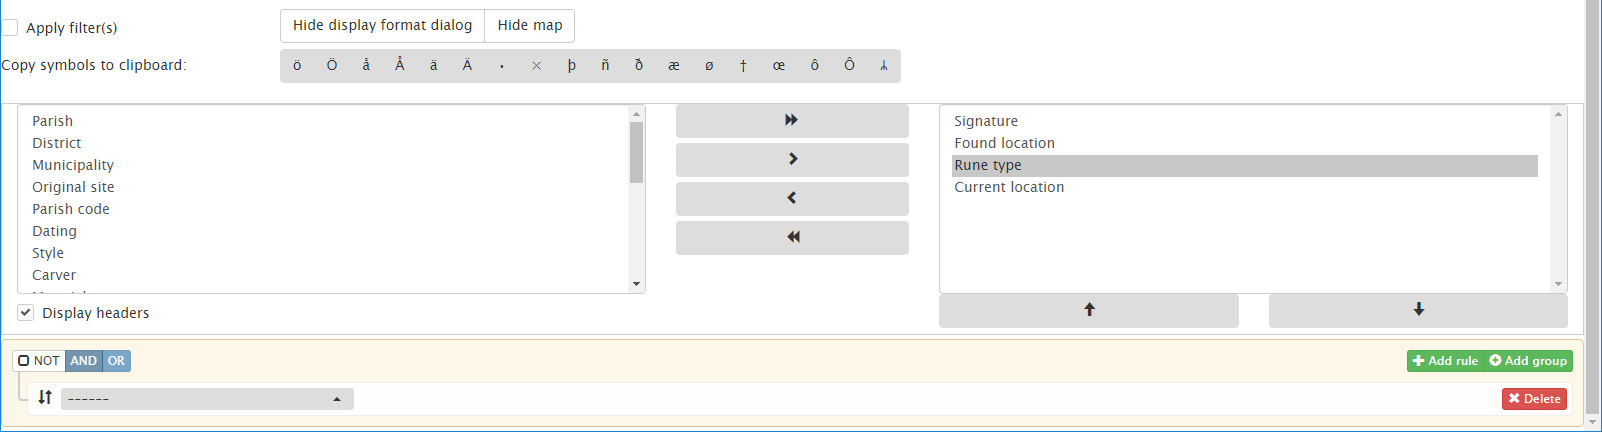 Apply filter(s) Hide display format dialog Hide map
Copy symbols to clipboard: ö Ö å Å ä Ä · × þ ñ ð æ ø † œ ô Ô ᛦ
Parish
District
Municipality
Original site
Parish code
Dating
Style
Carver
Signature
Found location
Rune type
Current location
Display headers
NOT AND OR Add rule Add group
------ Delete